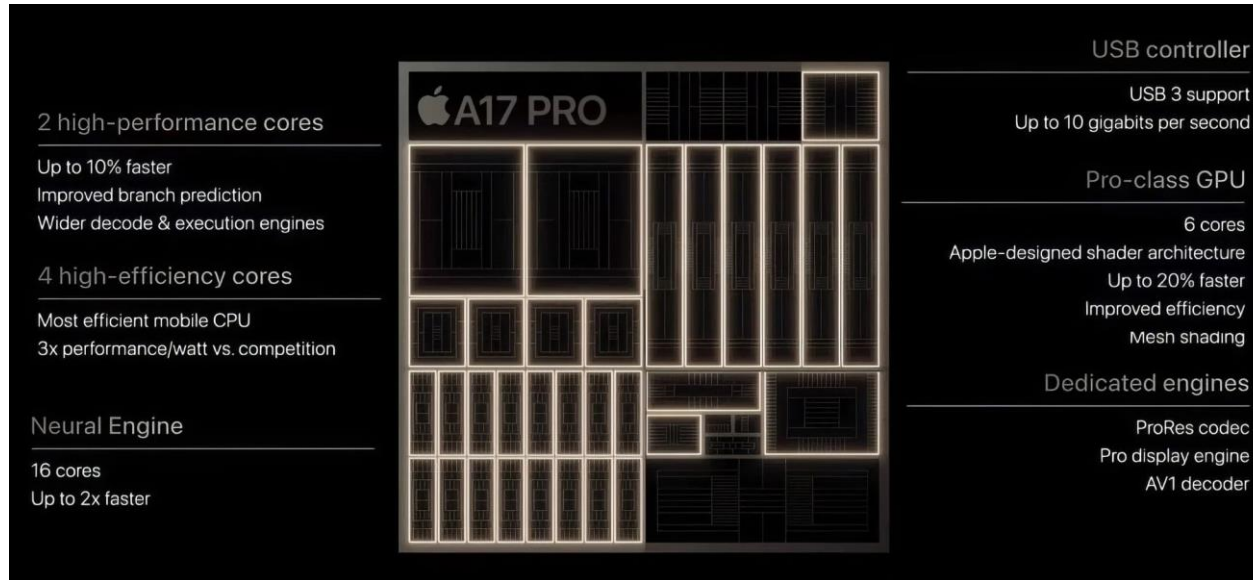 A17 PRO
2 high-performance cores
Up to 10% faster
Improved branch prediction
Wider decode & execution engines
4 high-efficiency cores
Most efficient mobile CPU
3x performance/watt vs. competition
Neural Engine
16 cores
Up to 2x faster
USB controller
USB 3 support
Up to 10 gigabits per second
Pro-class GPU
6 cores
Apple-designed shader architecture
Up to 20% faster
Improved efficiency
Mesh shading
Dedicated engines
ProRes codec
Pro display engine
AV1 decoder